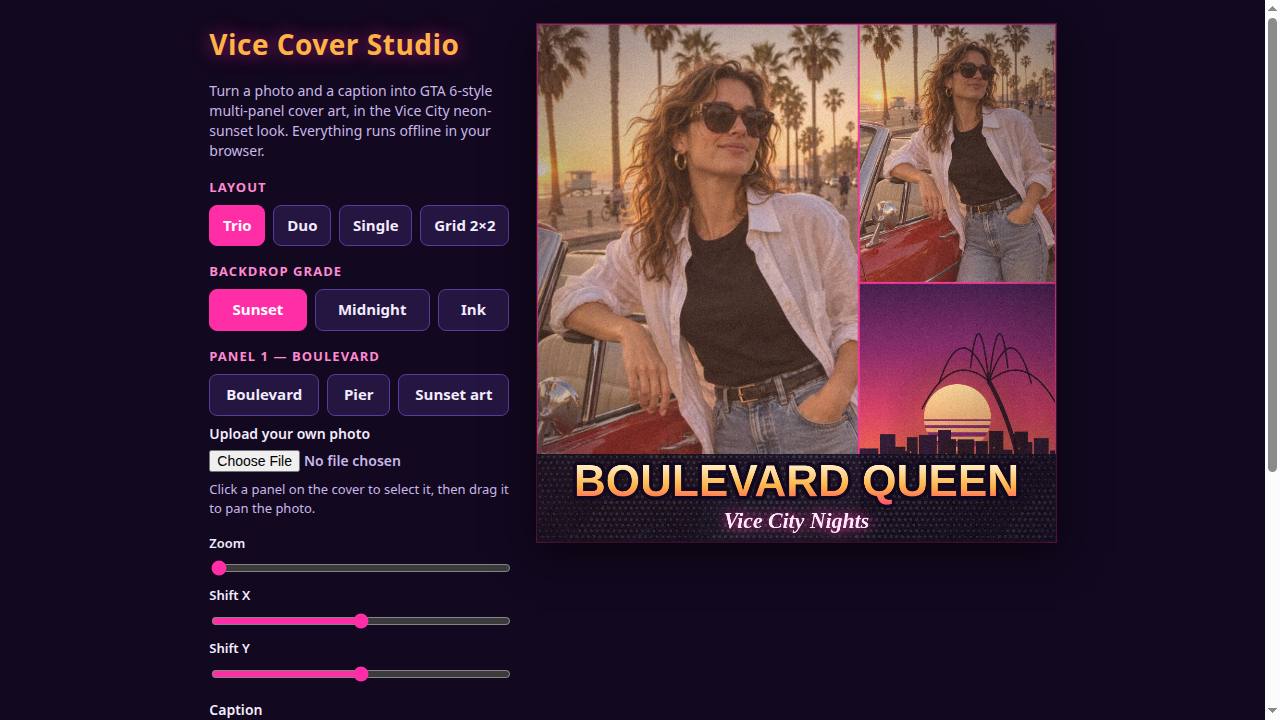 Vice Cover Studio
Turn a photo and a caption into GTA 6-style
multi-panel cover art, in the Vice City neon-
sunset look. Everything runs offline in your
browser.
LAYOUT
Trio
Duo
Single
Grid 2×2
BACKDROP GRADE
Sunset
Midnight
Ink
PANEL 1 — BOULEVARD
Boulevard
Pier
Sunset art
Upload your own photo
Choose File No file chosen
Click a panel on the cover to select it, then drag it
to pan the photo.
Zoom
Shift X
Shift Y
Caption
BOULEVARD QUEEN
Vice City Nights